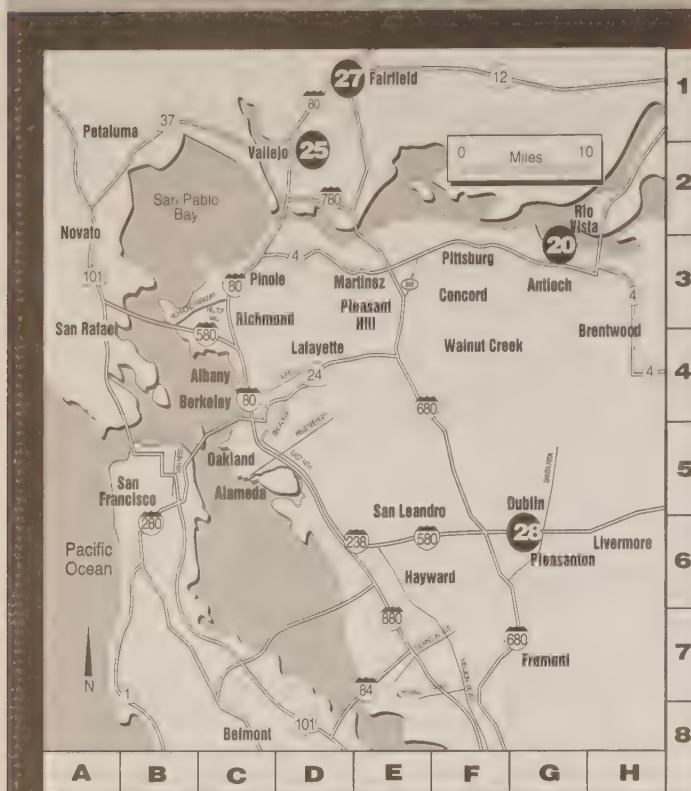 1
27 Fairfield
12
80
37
Petaluma
Vallejo 25
0 Miles 10
2
780
San Pablo
Bay
Rio
Vista
Novato
20
4
Pittsburg
101
80 Pinole
Martinez
Antioch
3
Pleasant
Hill
Concord
Richmond
4
San Rafael
580
Brentwood
Lafayette
Walnut Creek
Albany
24
4
4
Berkeley
80
680
Oakland
5
San
Francisco
Alameda
San Leandro
Dublin
280
28
238
580
Livermore
Pacific
Ocean
Pleasanton
6
Hayward
880
680
7
Fremont
N
84
1
101
Belmont
8
A B C D E F G H